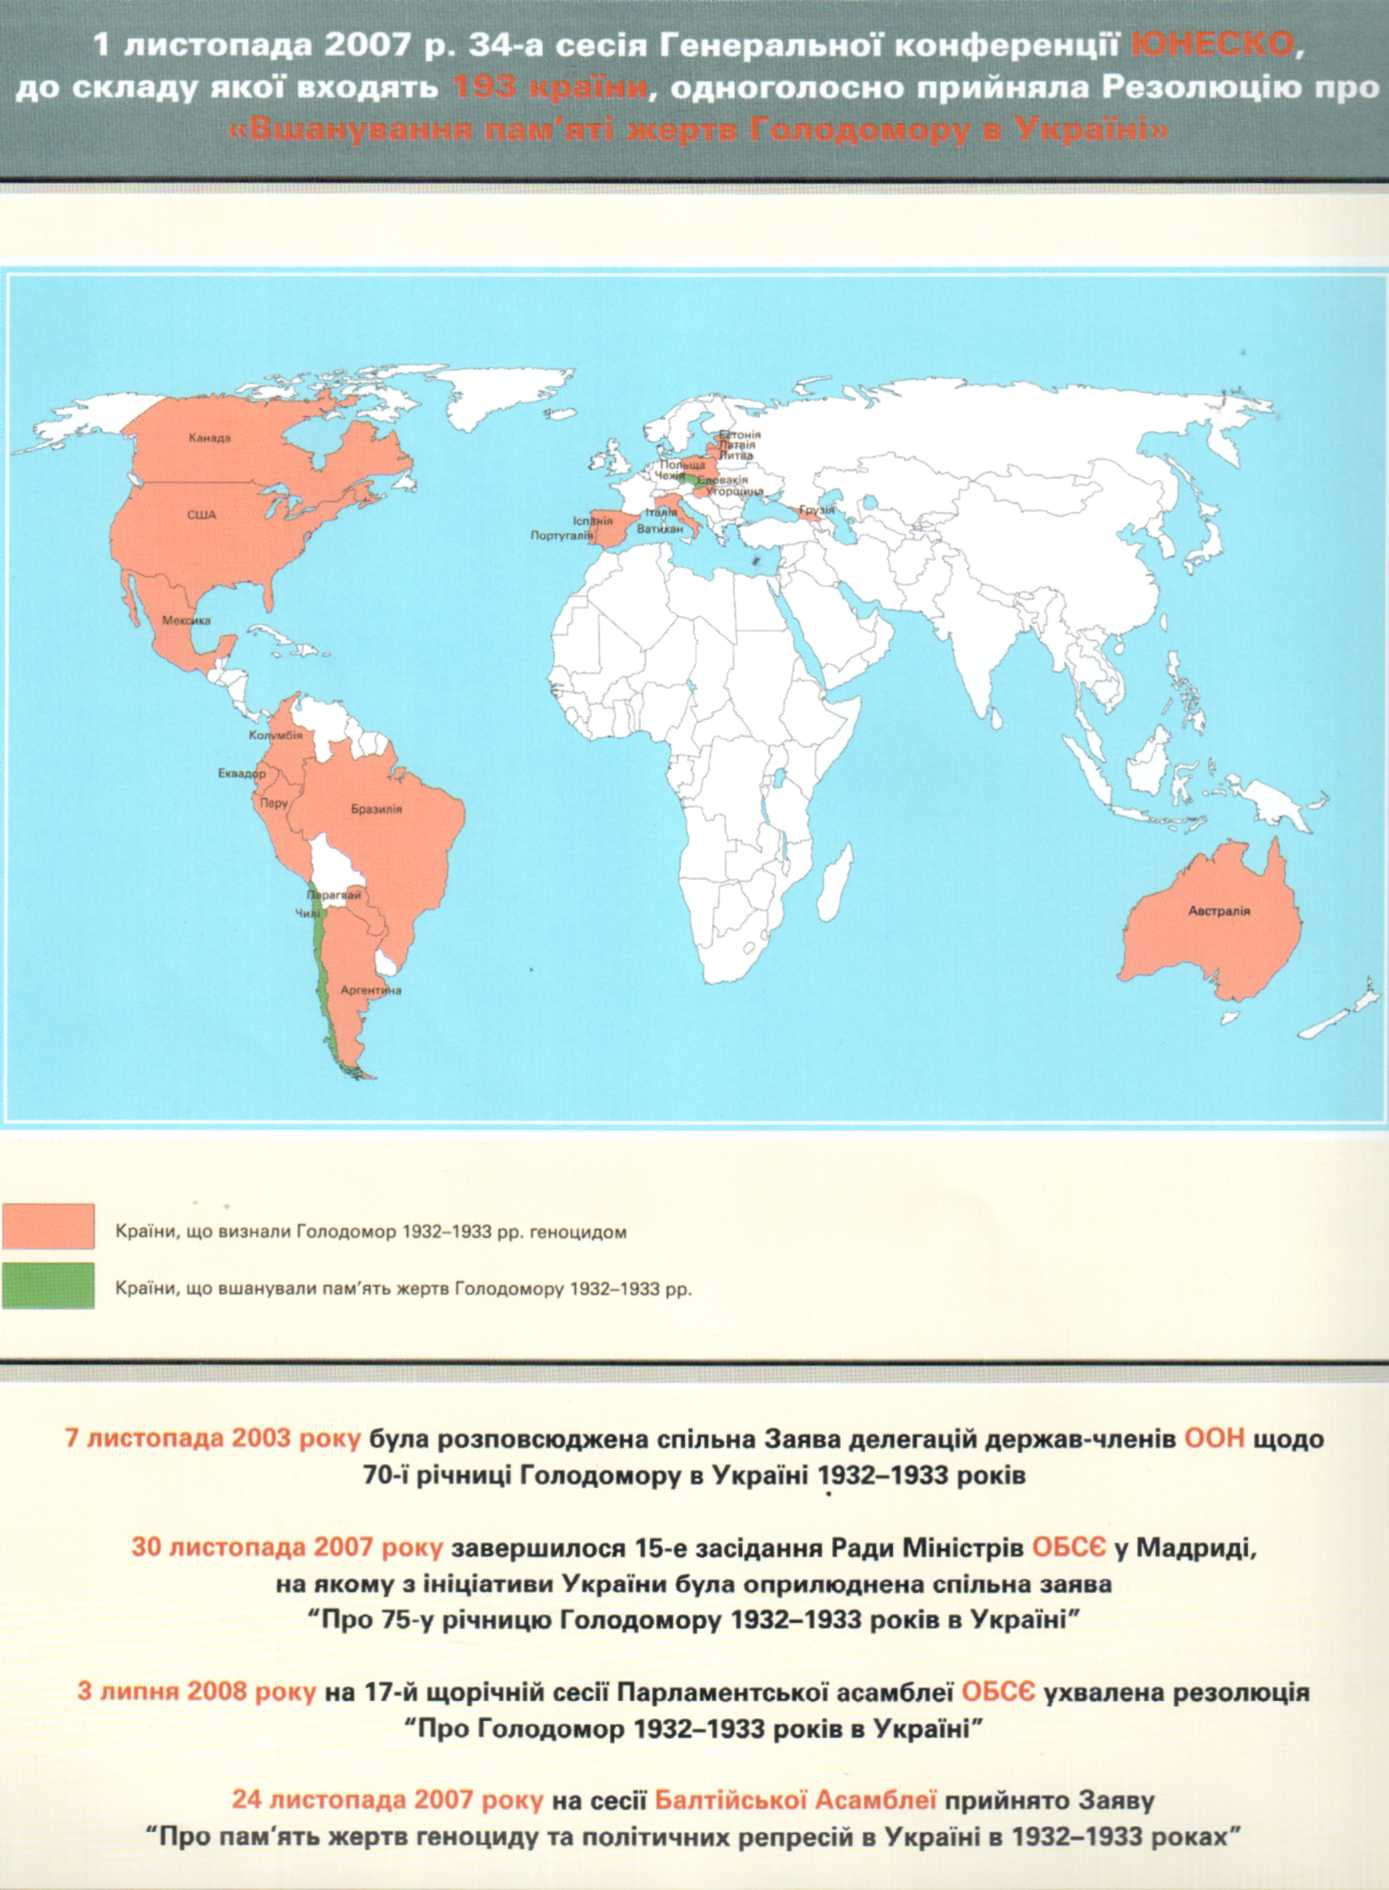 1 листопада 2007 р. 34-а сесія Генеральної конференції ЮНЕСКО,
до складу якої входять 193 країни, одноголосно прийняла Резолюцію про
«Вшанування пам'яті жертв Голодомору в Україні»
Канада
США
Мексика
Колумбія
Еквадор
Перу
Бразилія
Парагвай
Чилі
Аргентина
Естонія
Латвія
Литва
Польща
Чехія
Словакія
Угорщина
Італія
Іспанія
Ватикан
Португалія
Грузія
Австралія
Країни, що визнали Голодомор 1932–1933 рр. геноцидом
Країни, що вшанували пам'ять жертв Голодомору 1932–1933 рр.
7 листопада 2003 року була розповсюджена спільна Заява делегацій держав-членів ООН щодо
70-ї річниці Голодомору в Україні 1932–1933 років
30 листопада 2007 року завершилося 15-е засідання Ради Міністрів ОБСЄ у Мадриді,
на якому з ініціативи України була оприлюднена спільна заява
“Про 75-у річницю Голодомору 1932–1933 років в Україні”
3 липня 2008 року на 17-й щорічній сесії Парламентської асамблеї ОБСЄ ухвалена резолюція
“Про Голодомор 1932–1933 років в Україні”
24 листопада 2007 року на сесії Балтійської Асамблеї прийнято Заяву
“Про пам'ять жертв геноциду та політичних репресій в Україні в 1932–1933 роках”